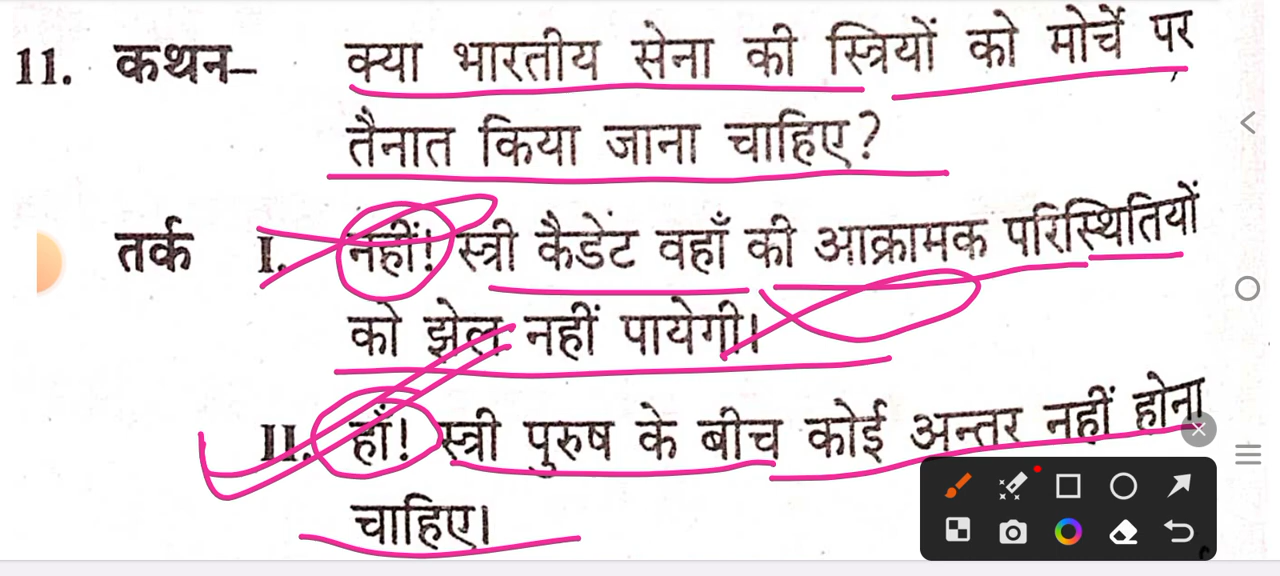 11. कथन– क्या भारतीय सेना की स्त्रियों को मोर्चे पर
तैनात किया जाना चाहिए?
तर्क I. नहीं! स्त्री कैडेंट वहाँ की आक्रामक परिस्थितियों
को झेल नहीं पायेगी।
II. हाँ! स्त्री पुरुष के बीच कोई अन्तर नहीं होना
चाहिए।